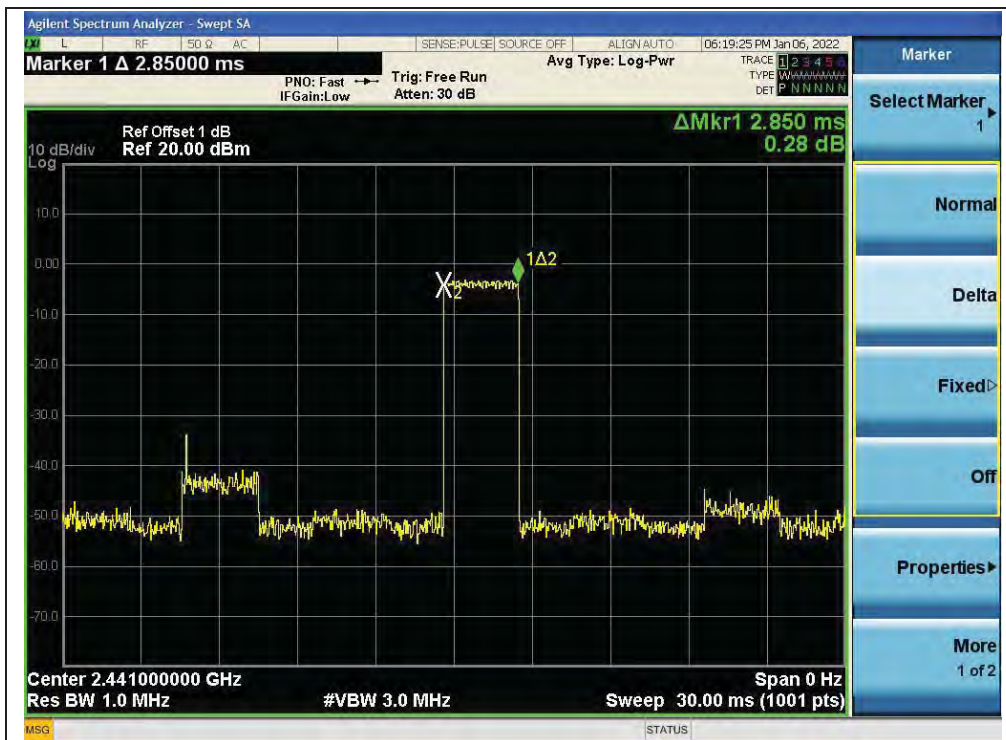 Agilent Spectrum Analyzer - Swept SA
LXI L RF 50 Ω AC SENSE:PULSE SOURCE OFF ALIGN AUTO 06:19:25 PM Jan 06, 2022
Marker 1 Δ 2.85000 ms
PNO: Fast
IFGain:Low
Trig: Free Run
Atten: 30 dB
Avg Type: Log-Pwr
TRACE 1 2 3 4 5 6
TYPE W
DET P N N N N N
Ref Offset 1 dB
10 dB/div Ref 20.00 dBm
Log
ΔMkr1 2.850 ms
0.28 dB
10.0
0.00
-10.0
-20.0
-30.0
-40.0
-50.0
-60.0
-70.0
1Δ2
2
Center 2.441000000 GHz
Span 0 Hz
Res BW 1.0 MHz #VBW 3.0 MHz Sweep 30.00 ms (1001 pts)
MSG
STATUS
Marker
Select Marker
1
Normal
Delta
Fixed
Off
Properties
More
1 of 2